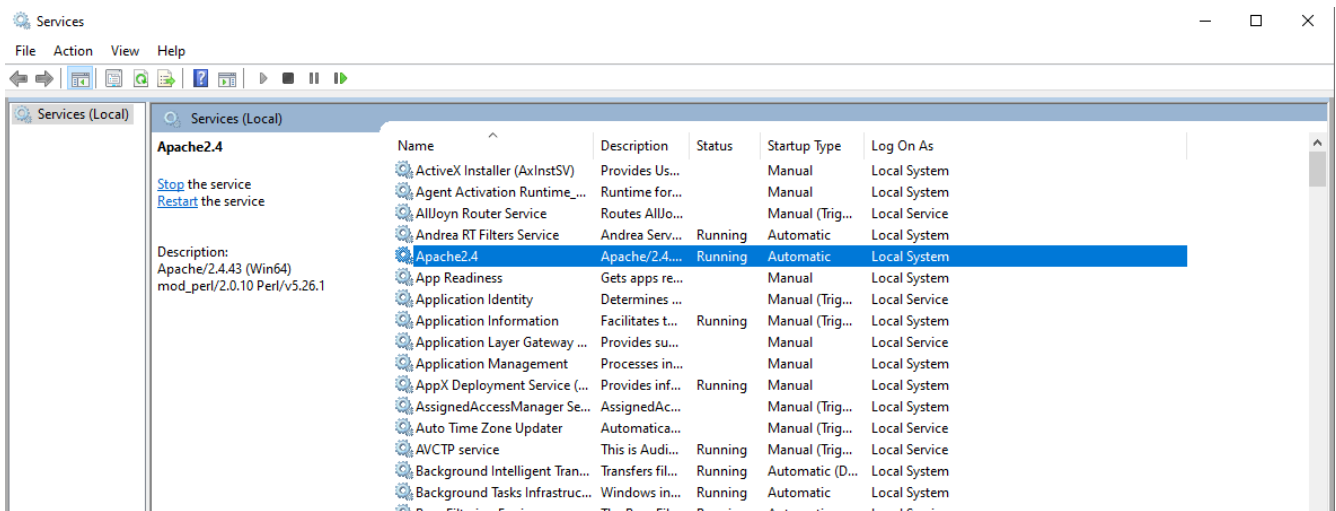 Services
File Action View Help
Services (Local)
Services (Local)
Apache2.4
Stop the service
Restart the service
Description:
Apache/2.4.43 (Win64)
mod_perl/2.0.10 Perl/v5.26.1
Name Description Status Startup Type Log On As
ActiveX Installer (AxInstSV) Provides Us... Manual Local System
Agent Activation Runtime_... Runtime for... Manual Local System
AllJoyn Router Service Routes AllJo... Manual (Trig... Local Service
Andrea RT Filters Service Andrea Serv... Running Automatic Local System
Apache2.4 Apache/2.4.... Running Automatic Local System
App Readiness Gets apps re... Manual Local System
Application Identity Determines ... Manual (Trig... Local Service
Application Information Facilitates t... Running Manual (Trig... Local System
Application Layer Gateway ... Provides su... Manual Local Service
Application Management Processes in... Manual Local System
AppX Deployment Service (... Provides inf... Running Manual Local System
AssignedAccessManager Se... AssignedAc... Manual (Trig... Local System
Auto Time Zone Updater Automatica... Manual (Trig... Local Service
AVCTP service This is Audi... Running Manual (Trig... Local Service
Background Intelligent Tran... Transfers fil... Running Automatic (D... Local System
Background Tasks Infrastruc... Windows in... Running Automatic Local System